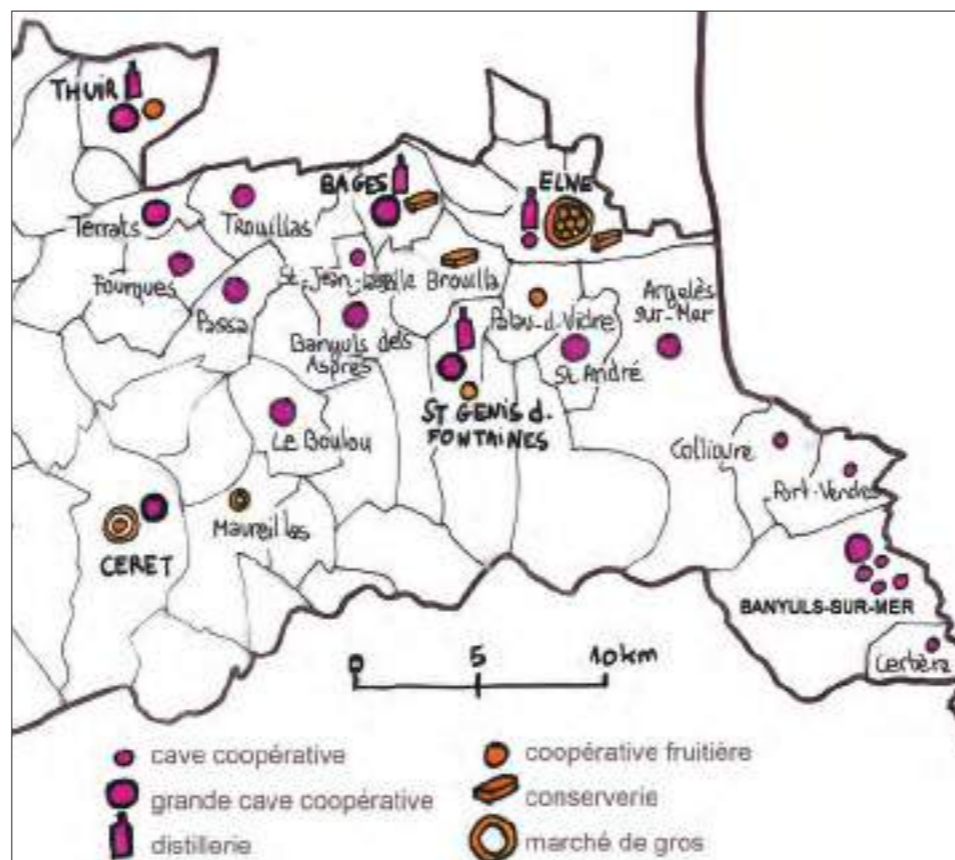 THUIR
BAGES
ELNE
Terrats
Trouillas
Fourques
Passa
Brouilla
Banyuls dels
Aspres
Palau-d-Vidre
St André
Argelès
sur-Mer
ST GENIS d.
FONTAINES
Le Boulou
Collioure
Port-Vendres
Maureillas
CERET
BANYULS-SUR-MER
Cerbère
0 5 10km
cave coopérative
grande cave coopérative
distillerie
coopérative fruitière
conserverie
marché de gros